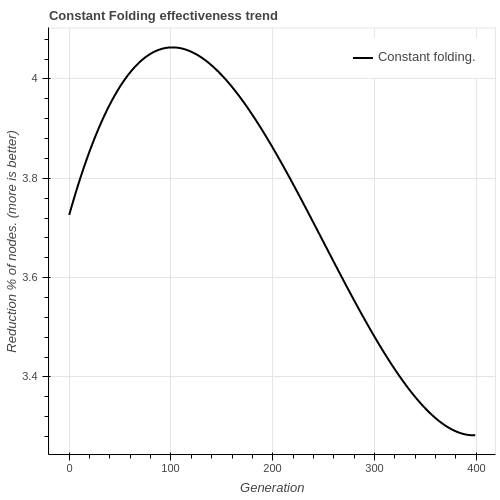 Constant Folding effectiveness trend
Constant folding.
Reduction % of nodes. (more is better)
4
3.8
3.6
3.4
0
100
200
300
400
Generation